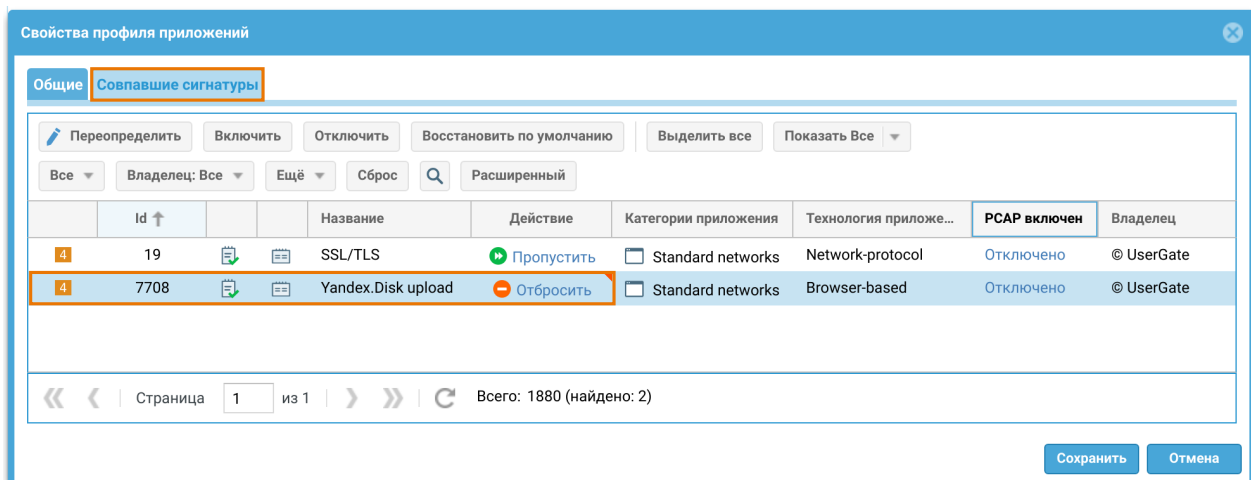 Свойства профиля приложений
Общие Совпавшие сигнатуры
Переопределить Включить Отключить Восстановить по умолчанию Выделить все Показать Все
Все Владелец: Все Ещё Сброс Расширенный
Id Название Действие Категории приложения Технология приложе... PCAP включен Владелец
4 19 SSL/TLS Пропустить Standard networks Network-protocol Отключено © UserGate
4 7708 Yandex.Disk upload Отбросить Standard networks Browser-based Отключено © UserGate
Страница 1 из 1 Всего: 1880 (найдено: 2)
Сохранить Отмена